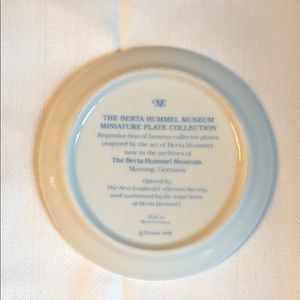 THE BERTA HUMMEL MUSEUM
MINIATURE PLATE COLLECTION
Reproduction of famous collector plates
inspired by the art of Berta Hummel
now in the archives of
The Berta Hummel Museum,
Massing, Germany
Offered by
The New England Collectors Society
and authorized by the legal heirs
of Berta Hummel
Made in